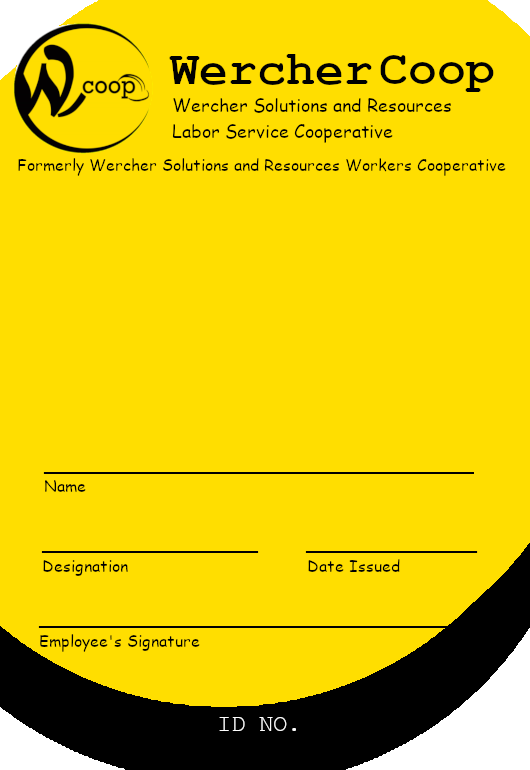 Wcoop
WercherCoop
Wercher Solutions and Resources
Labor Service Cooperative
Formerly Wercher Solutions and Resources Workers Cooperative
Name
Designation Date Issued
Employee's Signature
ID NO.